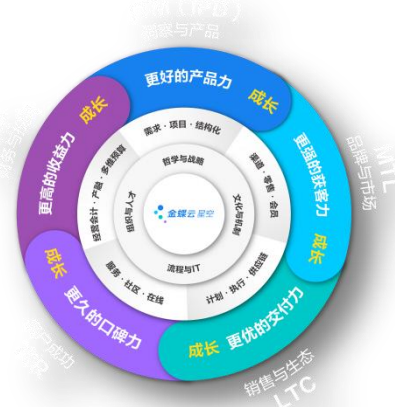 洞察与产品
更好的产品力
成长
更强的获客力
成长
更优的交付力
成长
更久的口碑力
成长
更高的收益力
成长
需求·项目·结构化
渠道·零售·会员
计划·执行·供应链
服务·社区·在线
经营会计·产融·多维预算
哲学与战略
文化与机制
流程与IT
组织与人才
金蝶云星空
MTL
品牌与市场
销售与生态
LTC